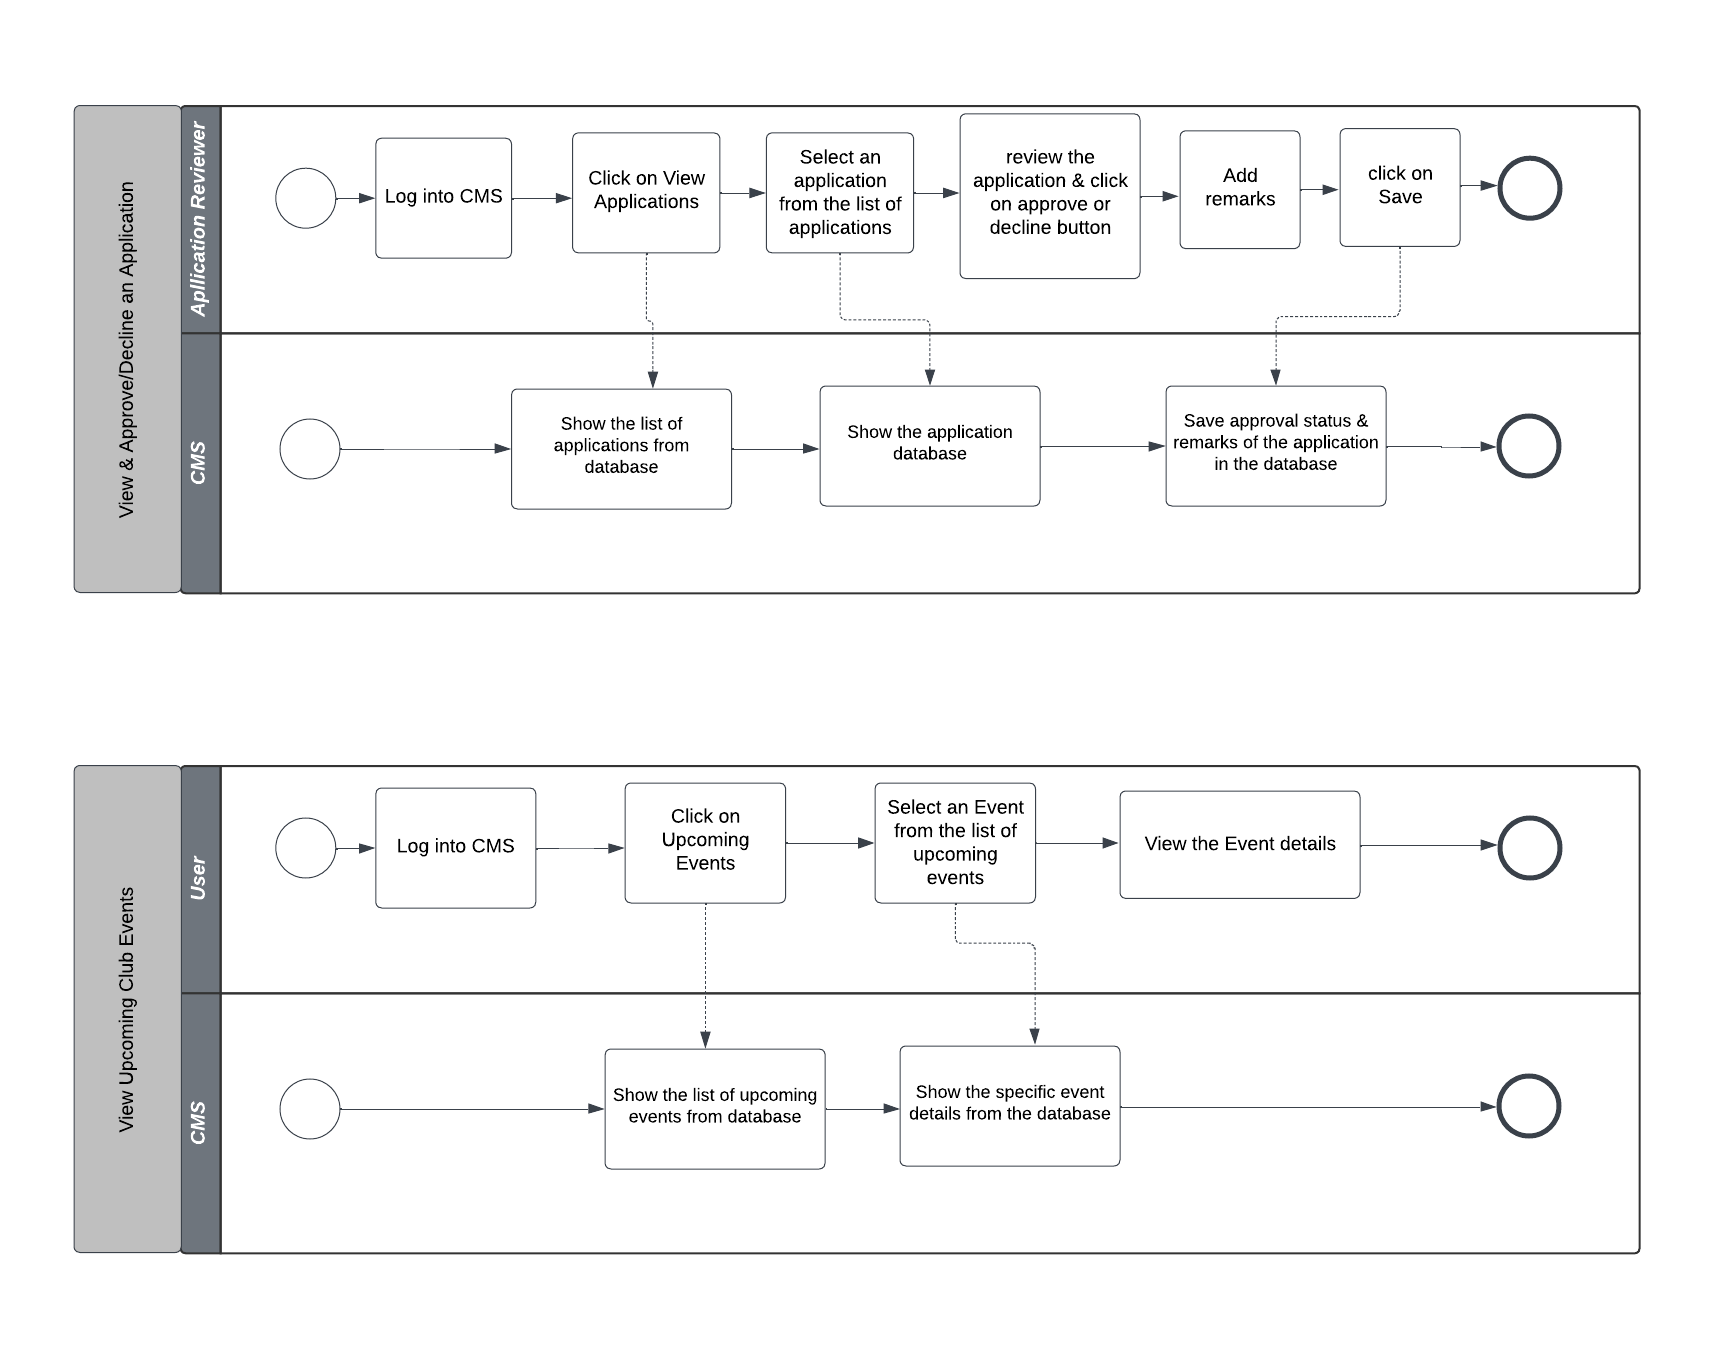 View & Approve/Decline an Application
Apllication Reviewer
Log into CMS
Click on View
Applications
Select an
application
from the list of
applications
review the
application & click
on approve or
decline button
Add
remarks
click on
Save
CMS
Show the list of
applications from
database
Show the application
database
Save approval status &
remarks of the application
in the database
View Upcoming Club Events
User
Log into CMS
Click on
Upcoming
Events
Select an Event
from the list of
upcoming
events
View the Event details
CMS
Show the list of upcoming
events from database
Show the specific event
details from the database